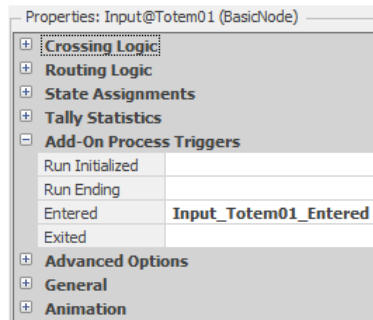 Properties: Input@Totem01 (BasicNode)
Crossing Logic
Routing Logic
State Assignments
Tally Statistics
Add-On Process Triggers
Run Initialized
Run Ending
Entered Input_Totem01_Entered
Exited
Advanced Options
General
Animation